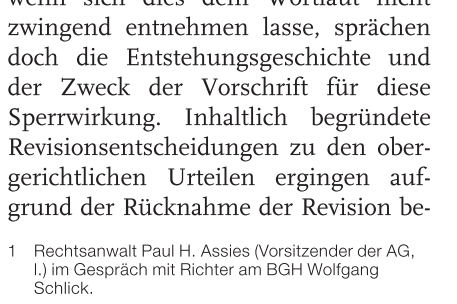 wenn sich dies dem Wortlaut nicht
zwingend entnehmen lasse, sprächen
doch die Entstehungsgeschichte und
der Zweck der Vorschrift für diese
Sperrwirkung. Inhaltlich begründete
Revisionsentscheidungen zu den ober-
gerichtlichen Urteilen ergingen auf-
grund der Rücknahme der Revision be-
1 Rechtsanwalt Paul H. Assies (Vorsitzender der AG,
l.) im Gespräch mit Richter am BGH Wolfgang
Schlick.